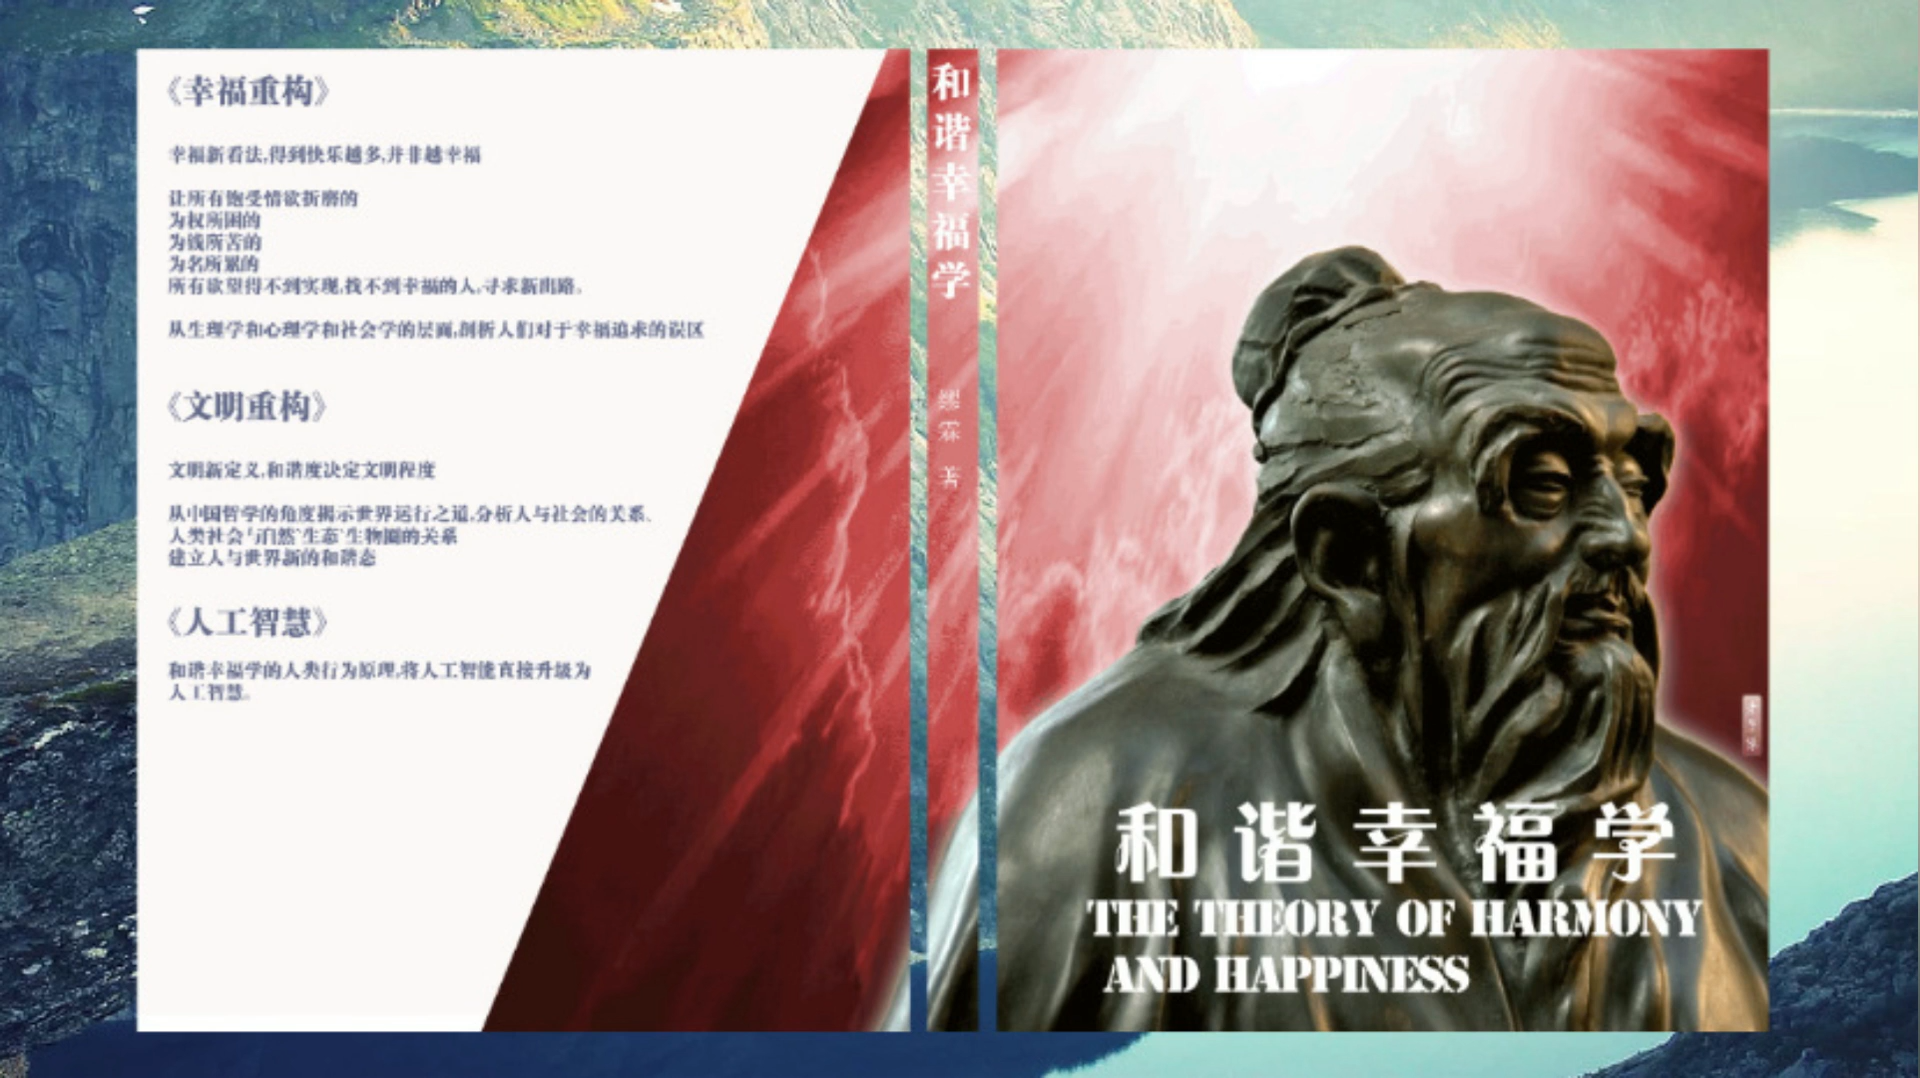 《幸福重构》
幸福新看法,得到快乐越多,并非越幸福
让所有饱受情欲折磨的
为权所困的
为钱所苦的
为名所累的
所有欲望得不到实现,找不到幸福的人,寻求新出路。
从生理学和心理学和社会学的层面,剖析人们对于幸福追求的误区
《文明重构》
文明新定义,和谐度决定文明程度
从中国哲学的角度揭示世界运行之道,分析人与社会的关系、
人类社会与自然`生态`生物圈的关系
建立人与世界新的和谐态
《人工智慧》
和谐幸福学的人类行为原理,将人工智能直接升级为
人工智慧。
和谐幸福学
霖 著
和谐幸福学
THE THEORY OF HARMONY
AND HAPPINESS